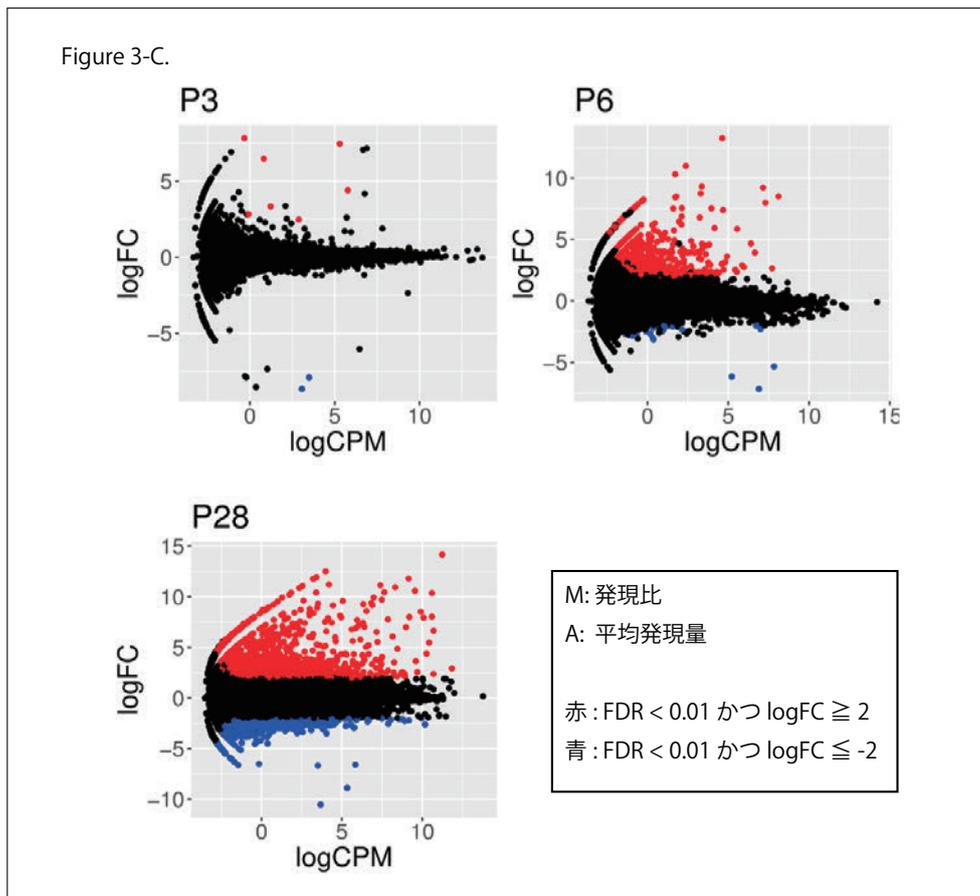 Figure 3-C.
P3
5
0
−5
logFC
0 5 10
logCPM
P6
10
5
0
−5
logFC
0 5 10 15
logCPM
P28
15
10
5
0
−5
−10
logFC
0 5 10
logCPM
M: 発現比
A: 平均発現量
赤 : FDR < 0.01 かつ logFC ≧ 2
青 : FDR < 0.01 かつ logFC ≦ -2